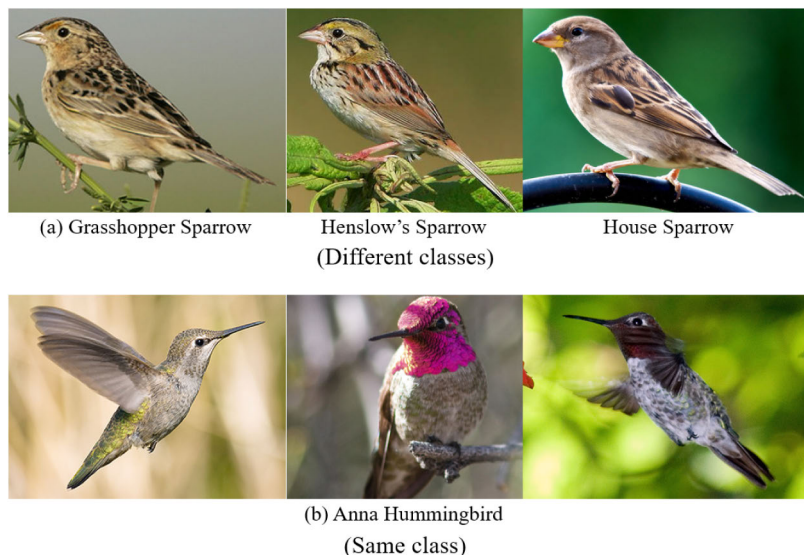 (a) Grasshopper Sparrow Henslow's Sparrow House Sparrow
(Different classes)
(b) Anna Hummingbird
(Same class)